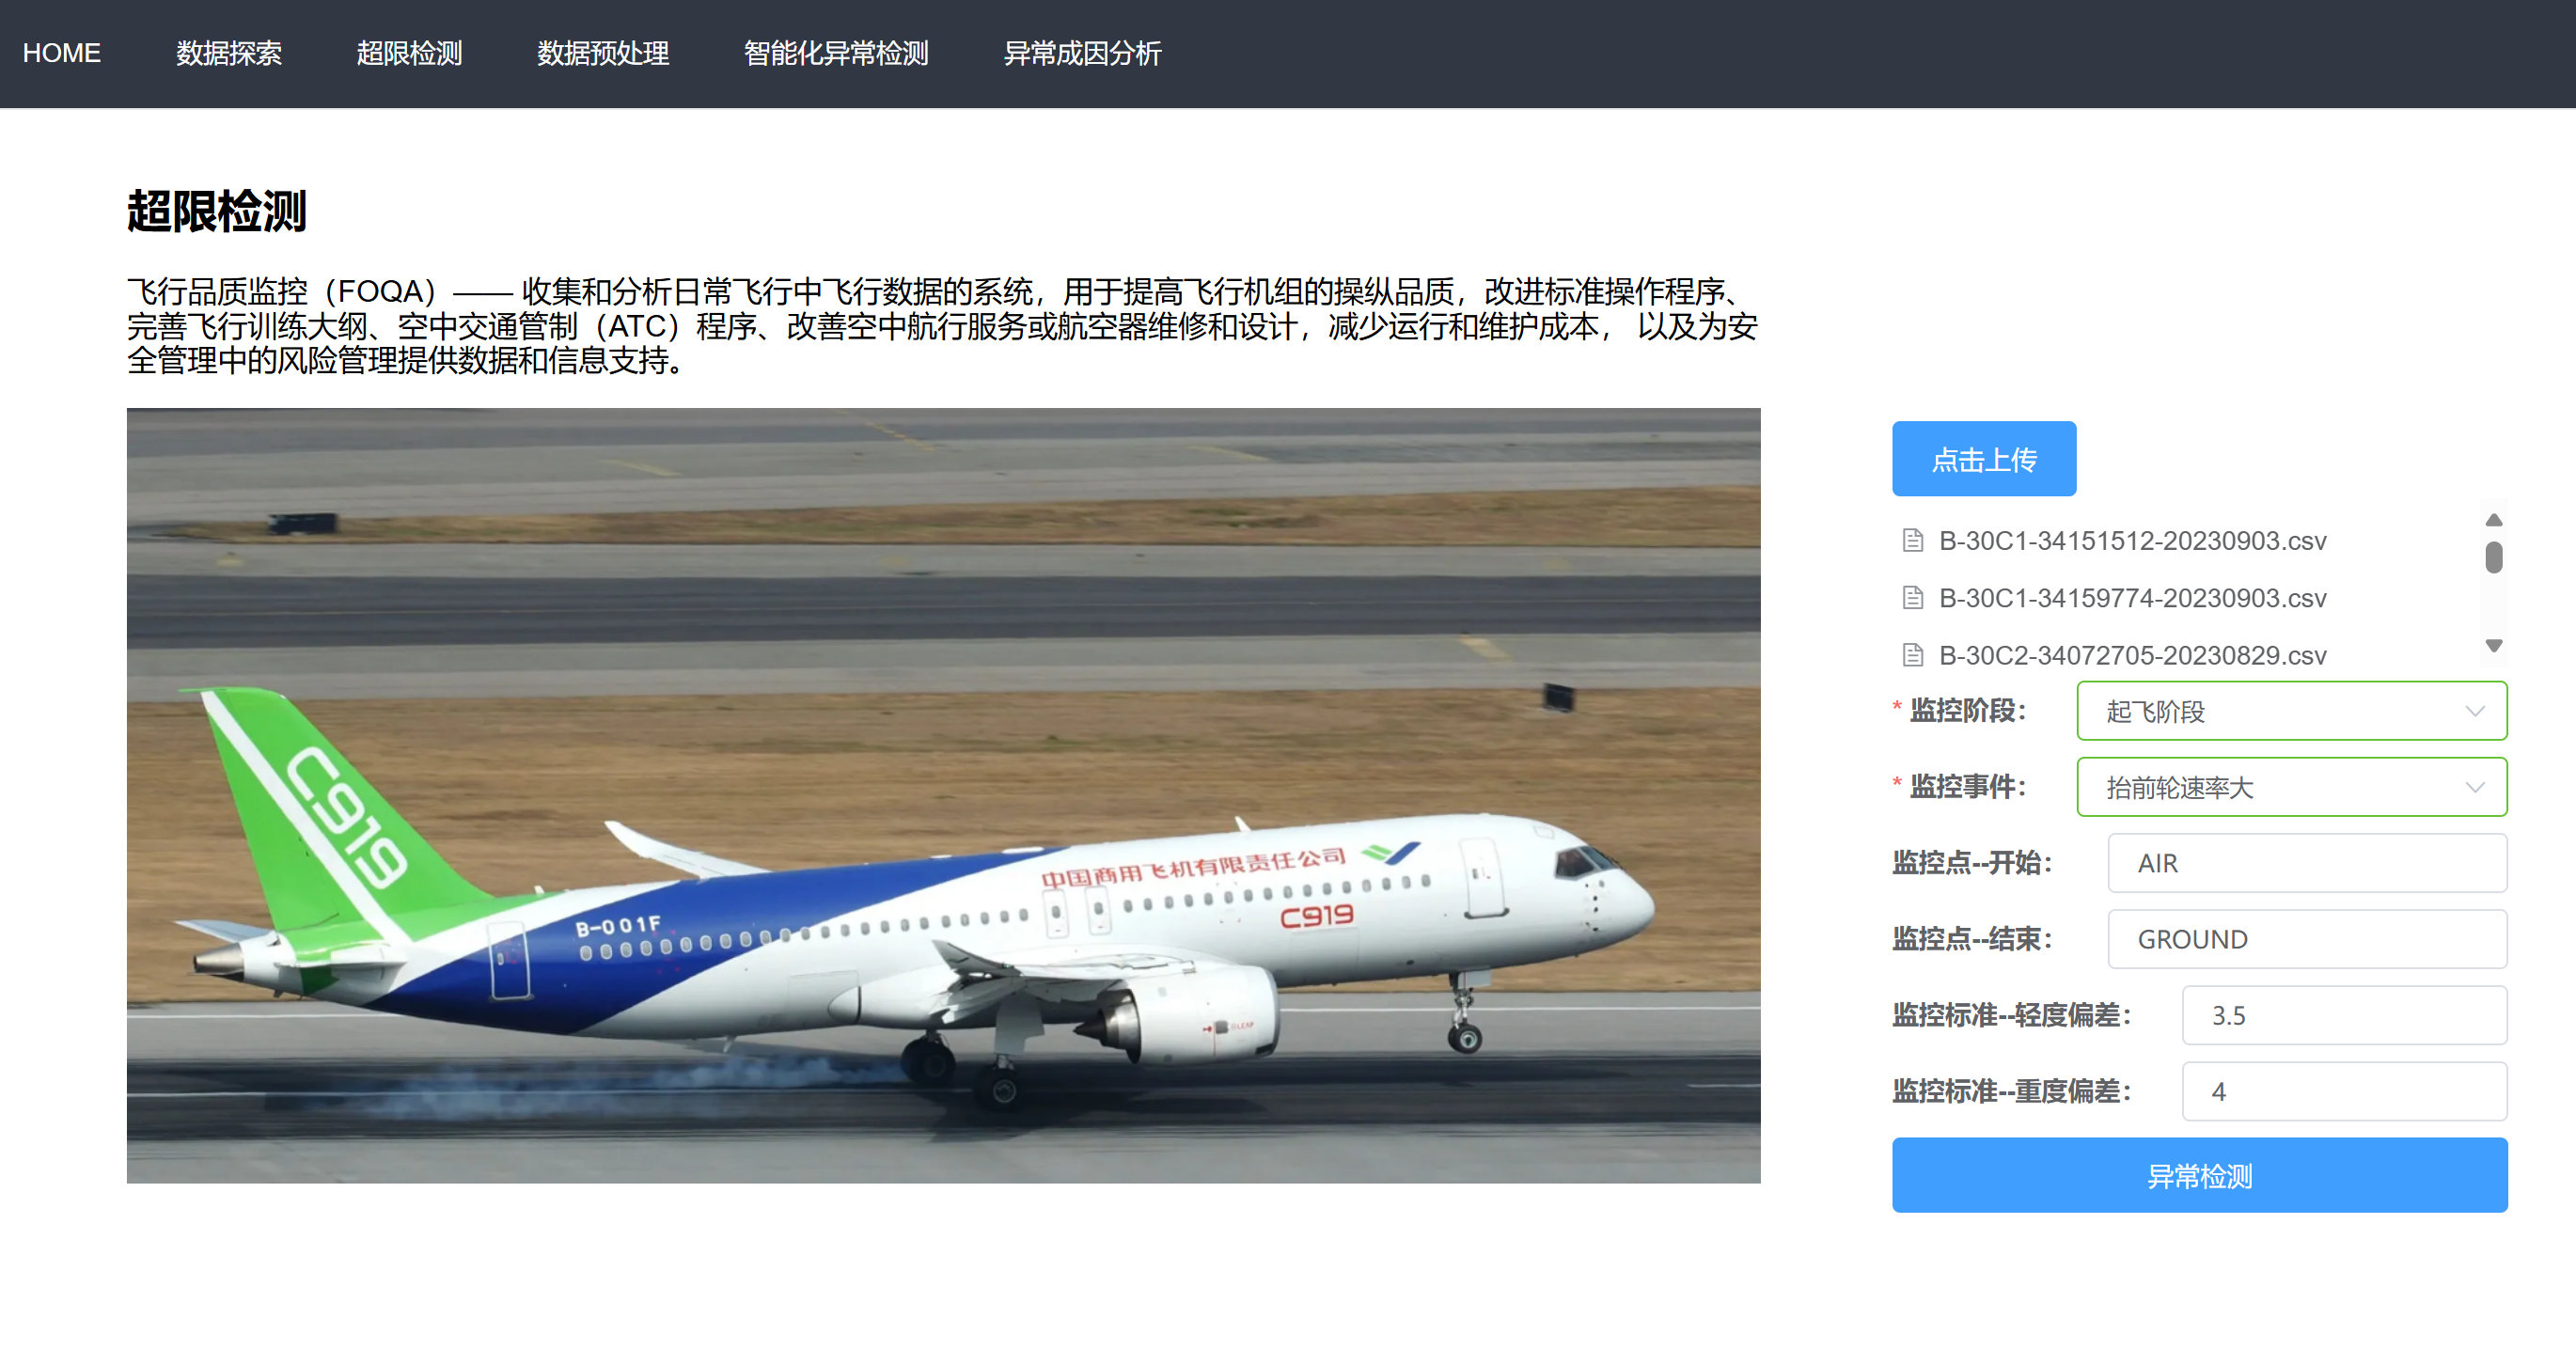 HOME 数据探索 超限检测 数据预处理 智能化异常检测 异常成因分析
超限检测
飞行品质监控（FOQA）—— 收集和分析日常飞行中飞行数据的系统，用于提高飞行机组的操纵品质，改进标准操作程序、
完善飞行训练大纲、空中交通管制（ATC）程序、改善空中航行服务或航空器维修和设计，减少运行和维护成本， 以及为安
全管理中的风险管理提供数据和信息支持。
C919
中国商用飞机有限责任公司
C919
B-001F
LEAP
点击上传
B-30C1-34151512-20230903.csv
B-30C1-34159774-20230903.csv
B-30C2-34072705-20230829.csv
* 监控阶段： 起飞阶段
* 监控事件： 抬前轮速率大
监控点--开始： AIR
监控点--结束： GROUND
监控标准--轻度偏差： 3.5
监控标准--重度偏差： 4
异常检测